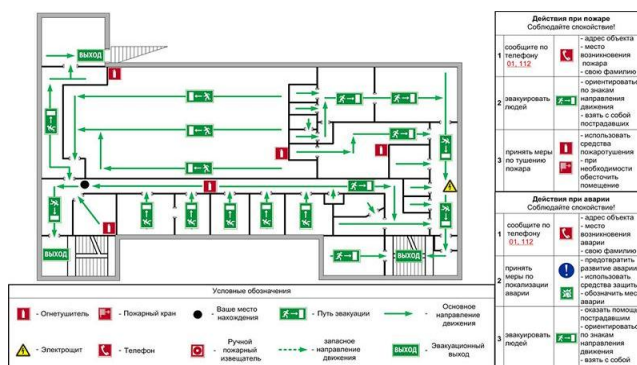 ВЫХОД
ВЫХОД
ВЫХОД
Действия при пожаре
Соблюдайте спокойствие!
1
сообщите по
телефону
01, 112
- адрес объекта
- место
возникновения
пожара
- свою фамилию
2
эвакуировать
людей
- ориентироваться
по знакам
направления
движения
- взять с собой
пострадавших
3
принять меры
по тушению
пожара
- использовать
средства
пожаротушения
- при
необходимости
обесточить
помещение
Действия при аварии
Соблюдайте спокойствие!
1
сообщите по
телефону
01, 112
- адрес объекта
- место
возникновения
аварии
- свою фамилию
2
принять
меры по
локализации
аварии
- предотвратить
развитие аварии
- использовать
средства защиты
- обозначить мес
аварии
3
эвакуировать
людей
- оказать помощь
пострадавшим
- ориентироваться
по знакам
направления
движения
- взять с собой
Условные обозначения
- Огнетушитель
- Пожарный кран
- Ваше место
нахождения
- Путь эвакуации
- Основное
направление
движения
- Электрощит
- Телефон
Ручной
- пожарный
извещатель
запасное
- направление
движения
ВЫХОД
- Эвакуационный
выход